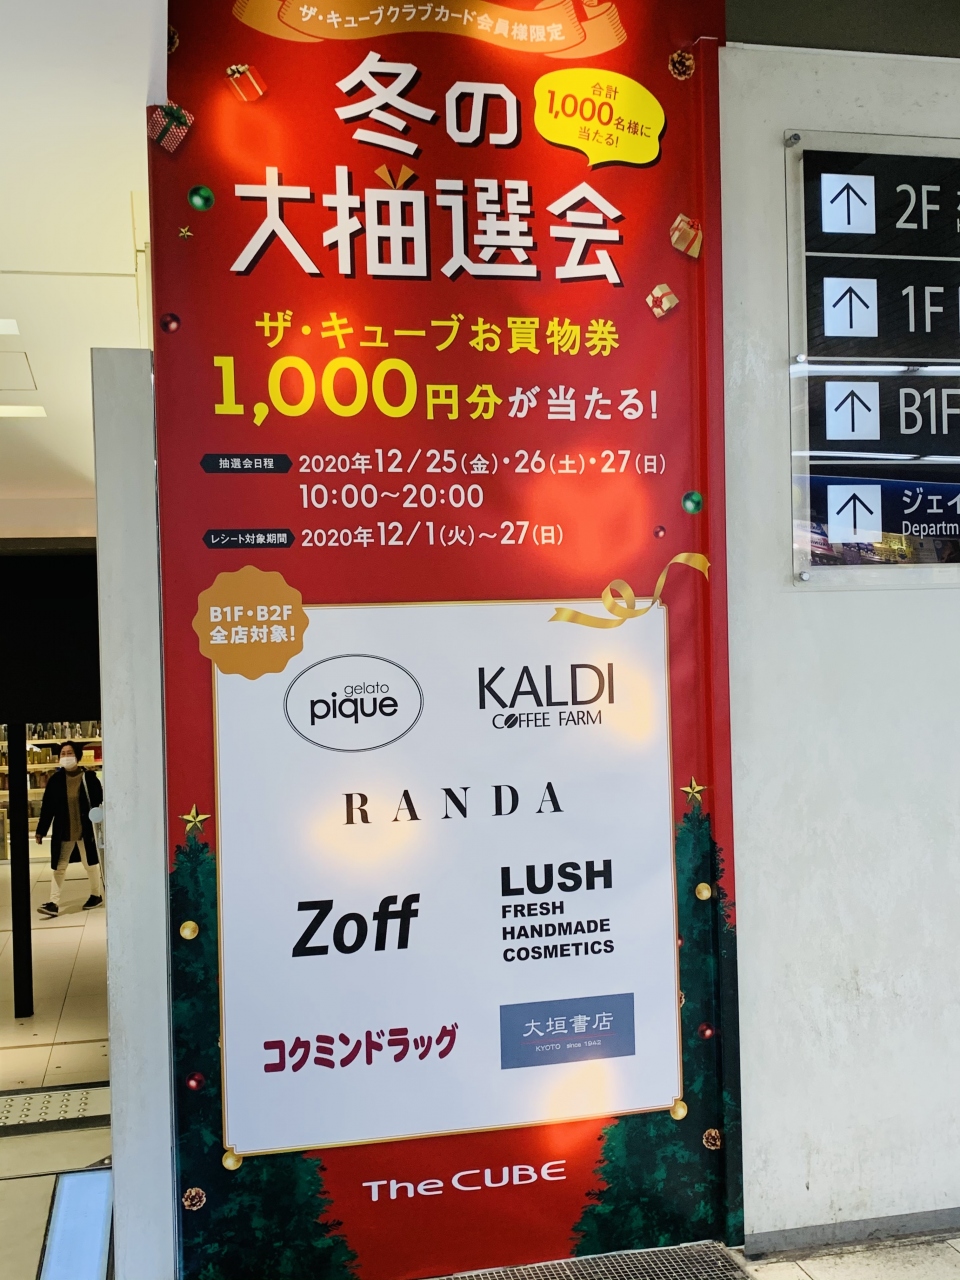 ザ・キューブクラブカード会員様限定
冬の
大抽選会
合計
1,000名様に
当たる!
ザ・キューブお買物券
1,000円分が当たる!
抽選会日程 2020年12/25(金)・26(土)・27(日)
10:00~20:00
レシート対象期間 2020年12/1(火)~27(日)
B1F・B2F
全店対象!
gelato
pique
KALDI
COFFEE FARM
RANDA
Zoff
LUSH
FRESH
HANDMADE
COSMETICS
コクミンドラッグ
大垣書店
KYOTO since 1942
The CUBE
2F
1F
B1F
ジェイ
Departm